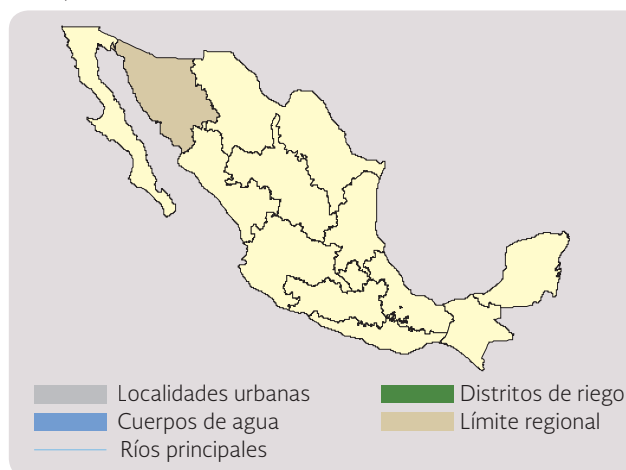 Localidades urbanas
Cuerpos de agua
Ríos principales
Distritos de riego
Límite regional